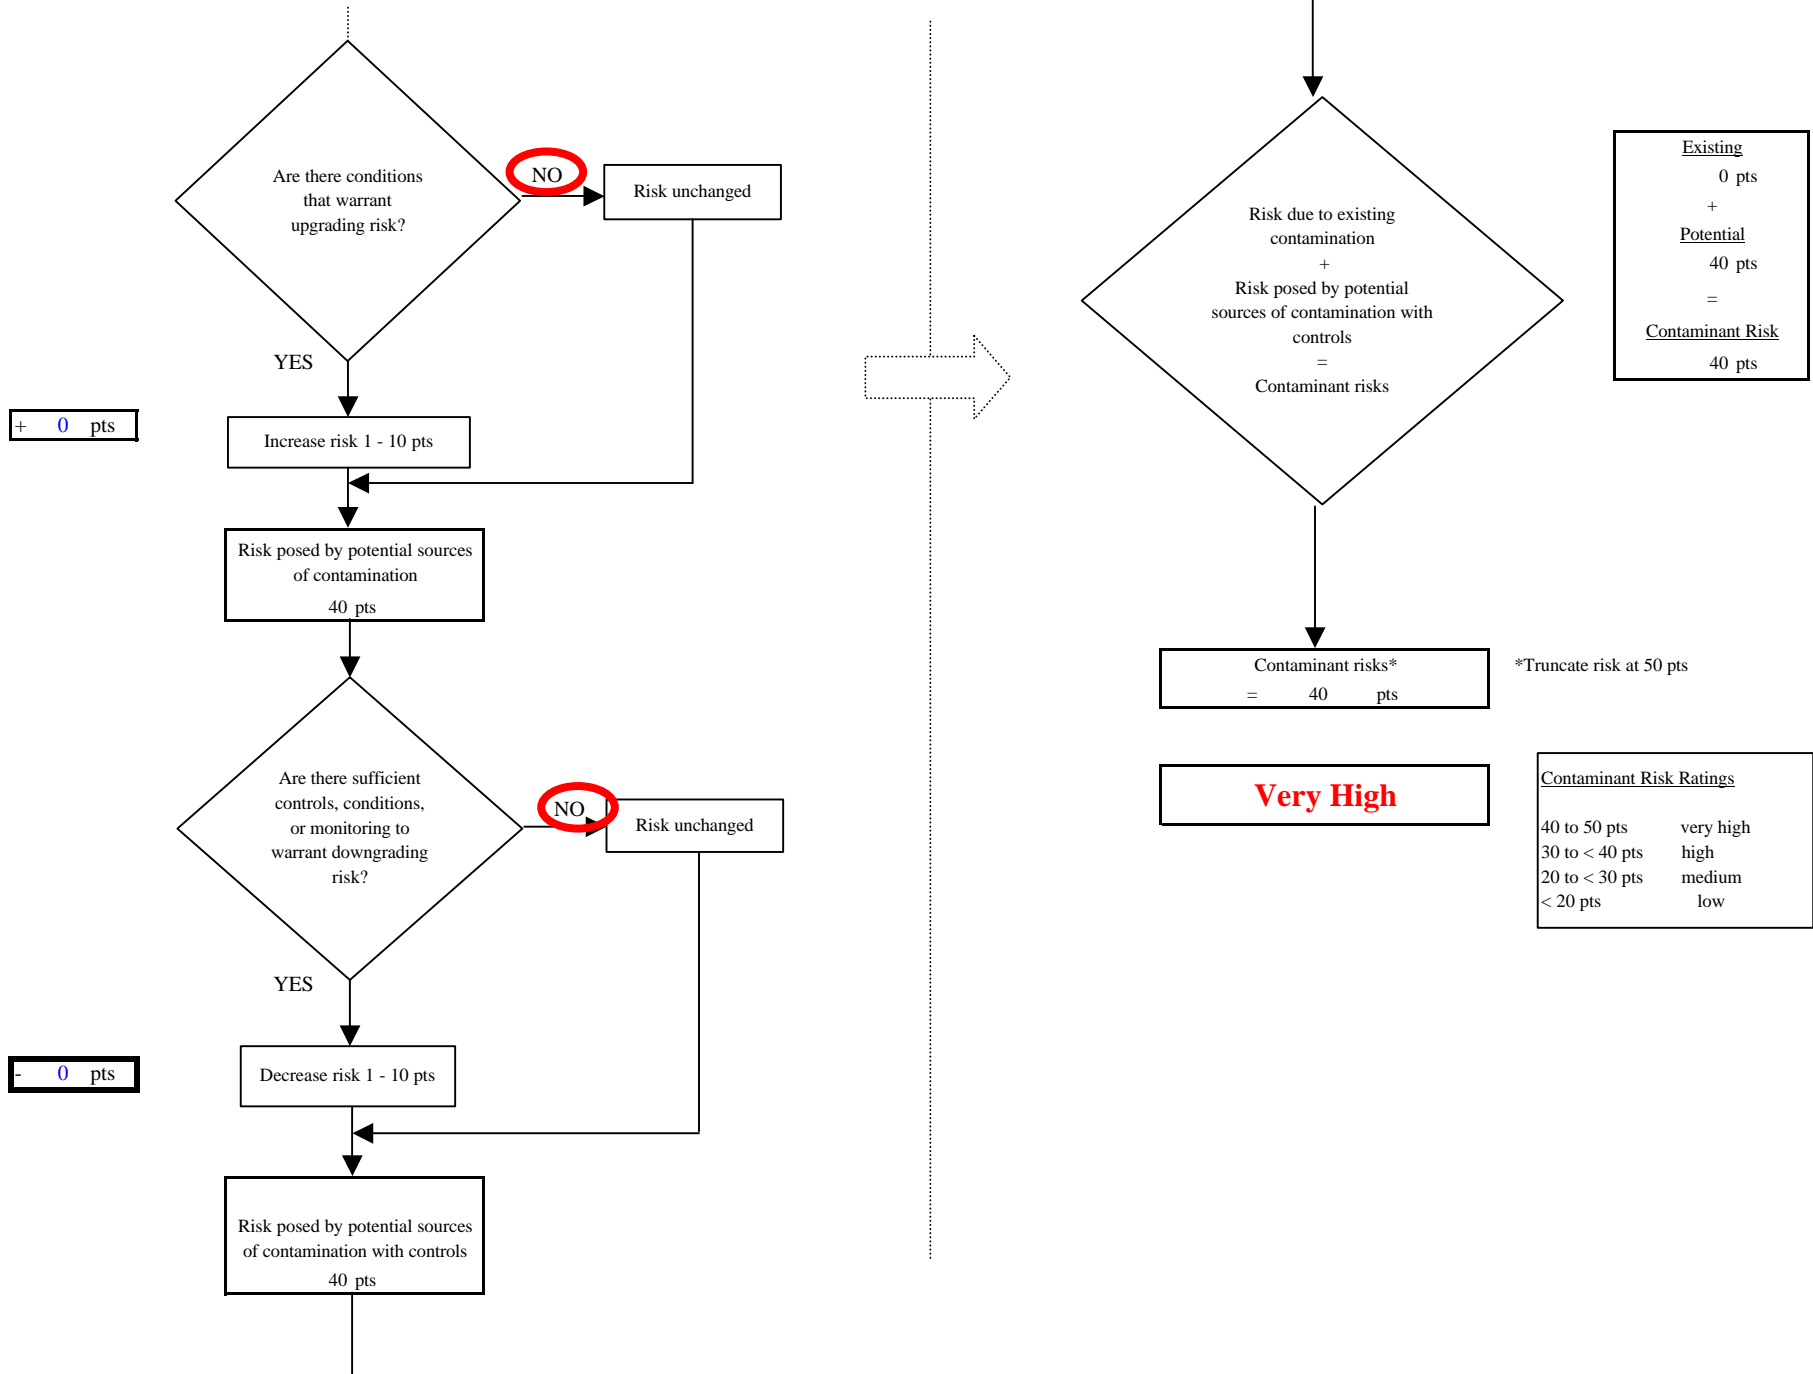 Are there conditions
that warrant
upgrading risk?
NO
Risk unchanged
YES
+ 0 pts
Increase risk 1 - 10 pts
Risk posed by potential sources
of contamination
40 pts
Are there sufficient
controls, conditions,
or monitoring to
warrant downgrading
risk?
NO
Risk unchanged
YES
- 0 pts
Decrease risk 1 - 10 pts
Risk posed by potential sources
of contamination with controls
40 pts
Risk due to existing
contamination
+
Risk posed by potential
sources of contamination with
controls
=
Contaminant risks
Existing
0 pts
+
Potential
40 pts
=
Contaminant Risk
40 pts
Contaminant risks*
= 40 pts
*Truncate risk at 50 pts
Very High
Contaminant Risk Ratings
40 to 50 pts very high
30 to < 40 pts high
20 to < 30 pts medium
< 20 pts low